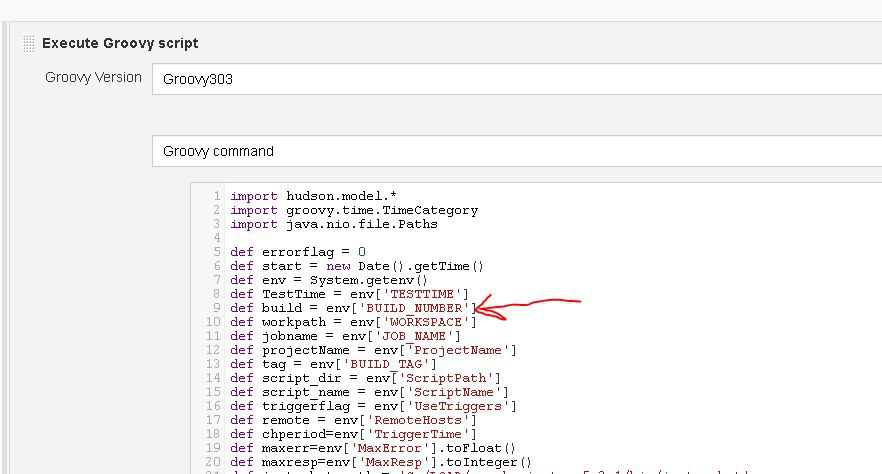 Execute Groovy script
Groovy Version
Groovy303
Groovy command
1 import hudson.model.*
2 import groovy.time.TimeCategory
3 import java.nio.file.Paths
4
5 def errorflag = 0
6 def start = new Date().getTime()
7 def env = System.getenv()
8 def TestTime = env['TESTTIME']
9 def build = env['BUILD_NUMBER']
10 def workpath = env['WORKSPACE']
11 def jobname = env['JOB_NAME']
12 def projectName = env['ProjectName']
13 def tag = env['BUILD_TAG']
14 def script_dir = env['ScriptPath']
15 def script_name = env['ScriptName']
16 def triggerflag = env['UseTriggers']
17 def remote = env['RemoteHosts']
18 def chperiod=env['TriggerTime']
19 def maxerr=env['MaxError'].toFloat()
20 def maxresp=env['MaxResp'].toInteger()